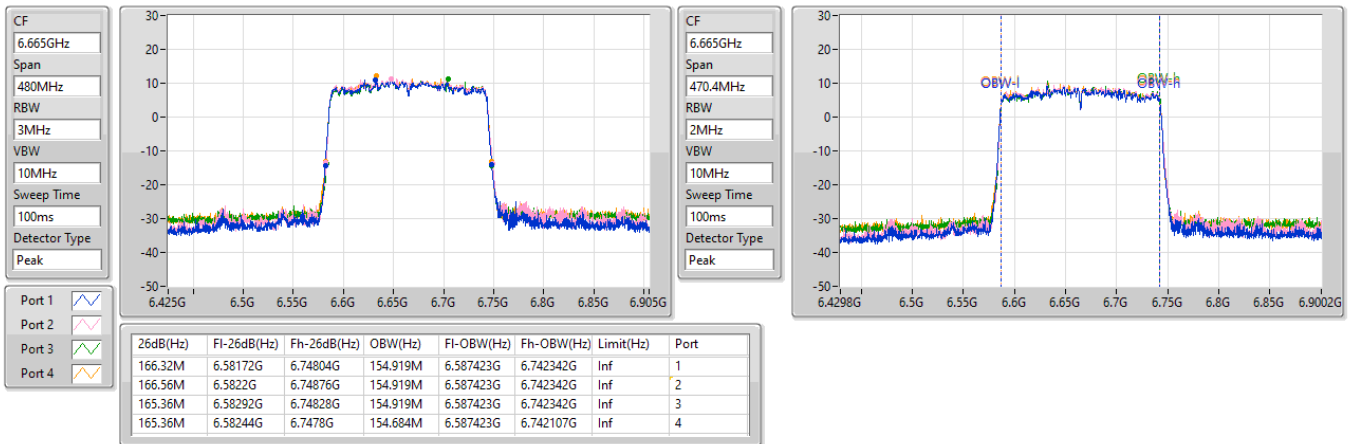 CF
6.665GHz
Span
480MHz
RBW
3MHz
VBW
10MHz
Sweep Time
100ms
Detector Type
Peak
30
20
10
0
-10
-20
-30
-40
-50
6.425G 6.5G 6.55G 6.6G 6.65G 6.7G 6.75G 6.8G 6.85G 6.905G
CF
6.665GHz
Span
470.4MHz
RBW
2MHz
VBW
10MHz
Sweep Time
100ms
Detector Type
Peak
30
20
10
0
-10
-20
-30
-40
-50
OBW-l OBW-h
6.4298G 6.5G 6.55G 6.6G 6.65G 6.7G 6.75G 6.8G 6.85G 6.9002G
Port 1
Port 2
Port 3
Port 4
26dB(Hz) Fl-26dB(Hz) Fh-26dB(Hz) OBW(Hz) Fl-OBW(Hz) Fh-OBW(Hz) Limit(Hz) Port
166.32M 6.58172G 6.74804G 154.919M 6.587423G 6.742342G Inf 1
166.56M 6.5822G 6.74876G 154.919M 6.587423G 6.742342G Inf 2
165.36M 6.58292G 6.74828G 154.919M 6.587423G 6.742342G Inf 3
165.36M 6.58244G 6.7478G 154.684M 6.587423G 6.742107G Inf 4